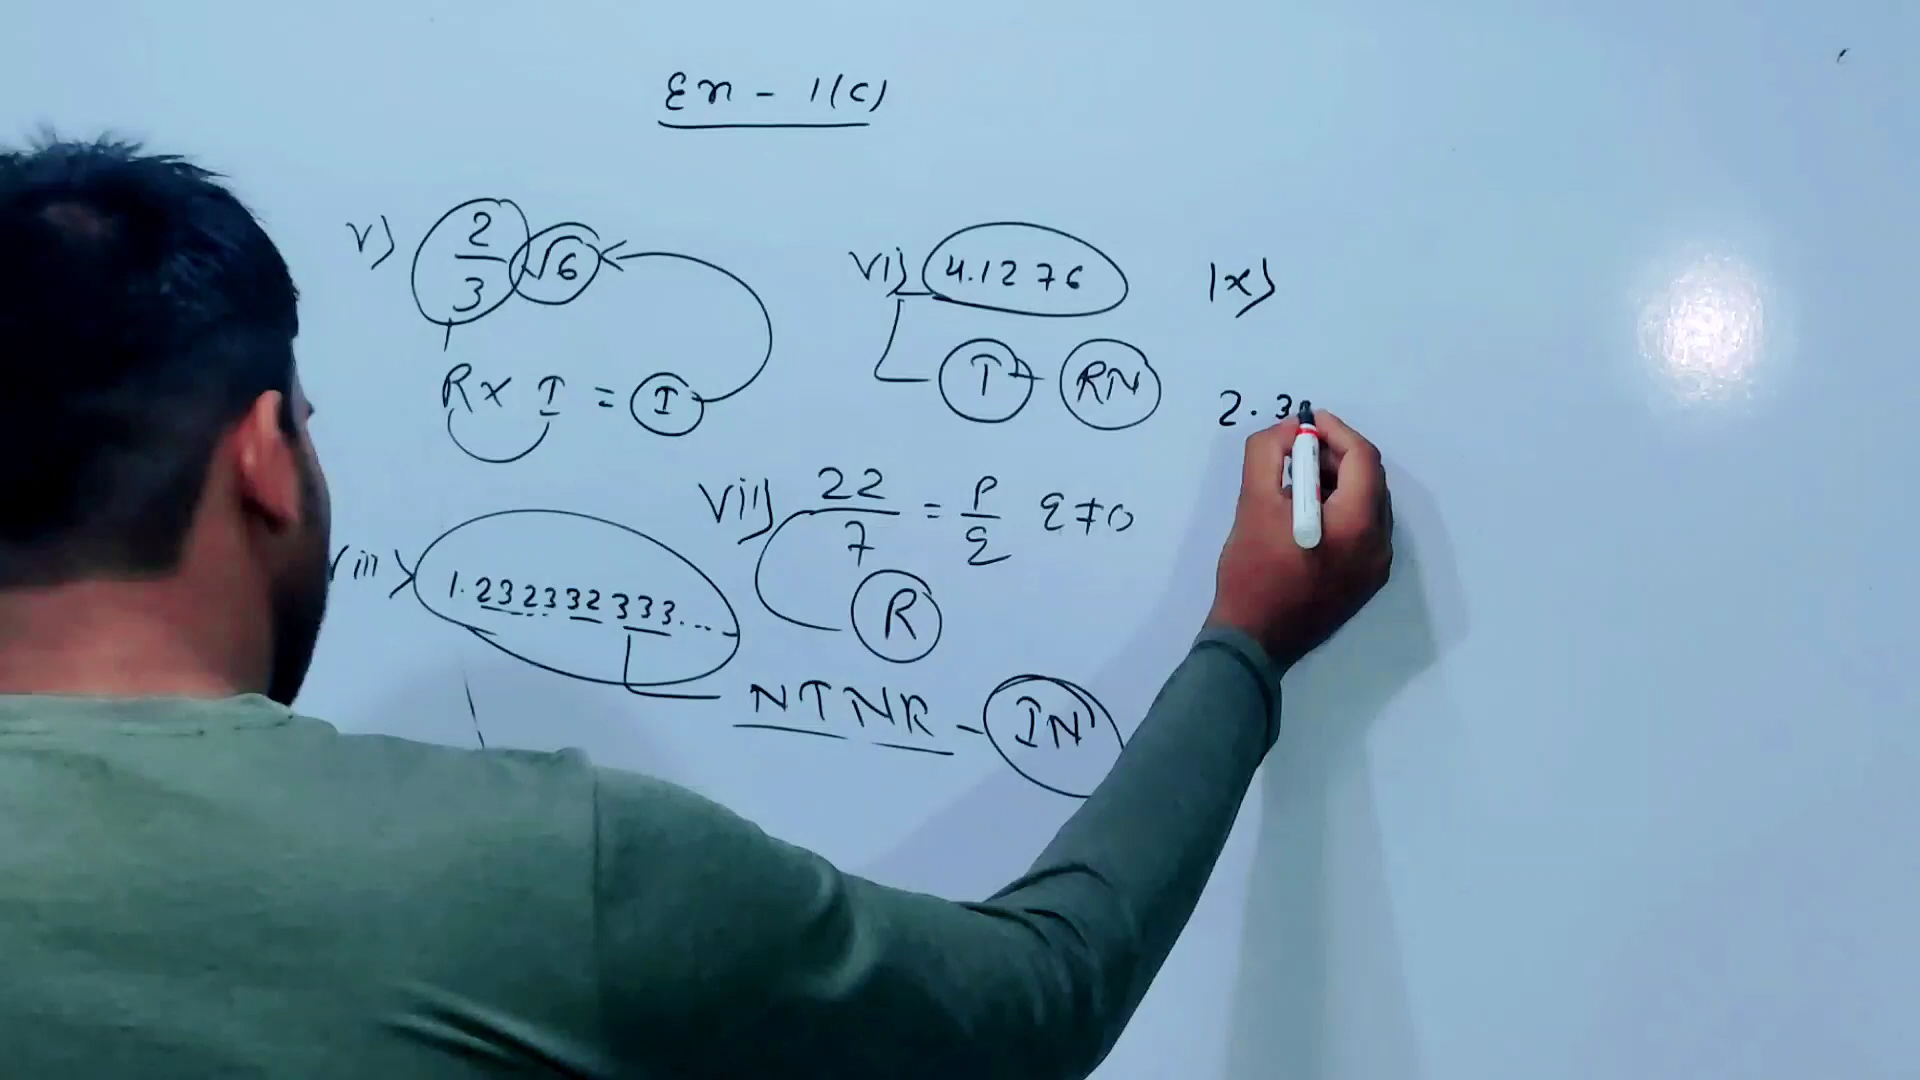 Ex - 1(c)
v) 2/3 √6
R x I = I
vi) 4.1276
T - RN
vii) 22/7 = p/q q≠0
R
viii) 1.232332333...
NTNR - IN
ix)
2.3